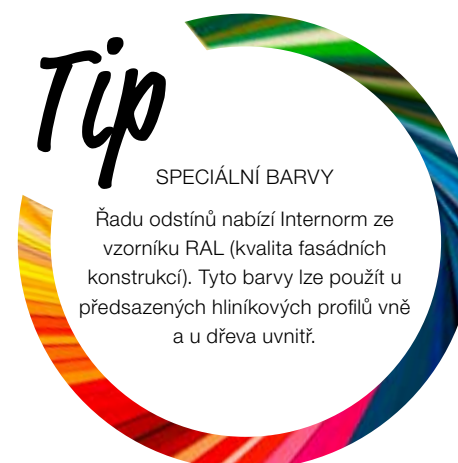 Tip
SPECIÁLNÍ BARVY
Řadu odstínů nabízí Internorm ze
vzorníku RAL (kvalita fasádních
konstrukcí). Tyto barvy lze použít u
předsazených hliníkových profilů vně
a u dřeva uvnitř.